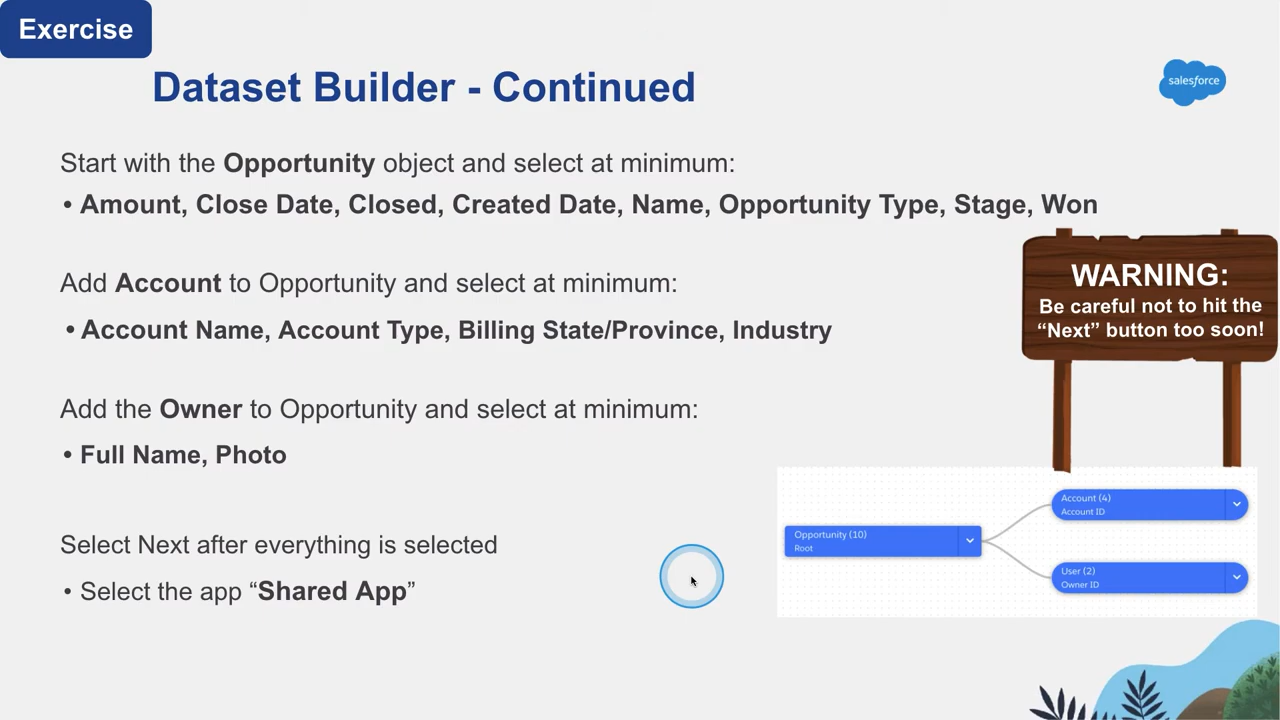 Exercise
Dataset Builder - Continued
salesforce
Start with the Opportunity object and select at minimum:
• Amount, Close Date, Closed, Created Date, Name, Opportunity Type, Stage, Won
WARNING:
Be careful not to hit the
“Next” button too soon!
Add Account to Opportunity and select at minimum:
• Account Name, Account Type, Billing State/Province, Industry
Add the Owner to Opportunity and select at minimum:
• Full Name, Photo
Select Next after everything is selected
• Select the app “Shared App”
Opportunity (10)
Root
Account (4)
Account ID
User (2)
Owner ID